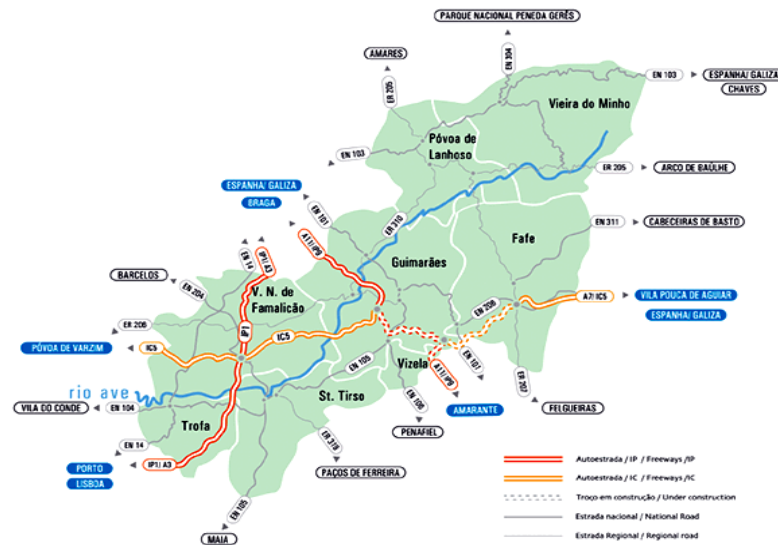 PARQUE NACIONAL PENEDA GERÊS
AMARES
EN 104
EN 103
ESPANHA/ GALIZA
CHAVES
ER 205
Vieira do Minho
Póvoa de
Lanhoso
EN 103
ER 205
ARCO DE BAÚLHE
ESPANHA/ GALIZA
BRAGA
EN 101
ER 310
EN 311
CABECEIRAS DE BASTO
A11/IP9
Fafe
Guimarães
IP1/ A3
EN 14
BARCELOS
EN 204
V. N. de
Famalicão
EN 206
A7/ IC5
VILA POUCA DE AGUIAR
ESPANHA/ GALIZA
ER 206
IP1
IC5
PÓVOA DE VARZIM
IC5
EN 105
Vizela
EN 101
A11/IP9
ER 207
rio ave
St. Tirso
VILA DO CONDE
EN 104
EN 106
AMARANTE
FELGUEIRAS
Trofa
PENAFIEL
EN 14
ER 319
PORTO
LISBOA
IP1/ A3
PAÇOS DE FERREIRA
EN 105
MAIA
Autoestrada / IP / Freeways /IP
Autoestrada / IC / Freeways/IC
Troço em construção / Under construction
Estrada nacional / National Road
Estrada Regional / Regional road